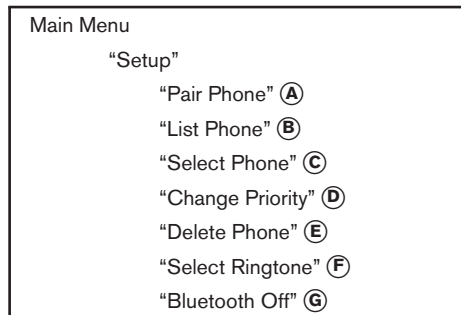 Main Menu
“Setup”
“Pair Phone” Ⓐ
“List Phone” Ⓑ
“Select Phone” Ⓒ
“Change Priority” Ⓓ
“Delete Phone” Ⓔ
“Select Ringtone” Ⓕ
“Bluetooth Off” Ⓖ